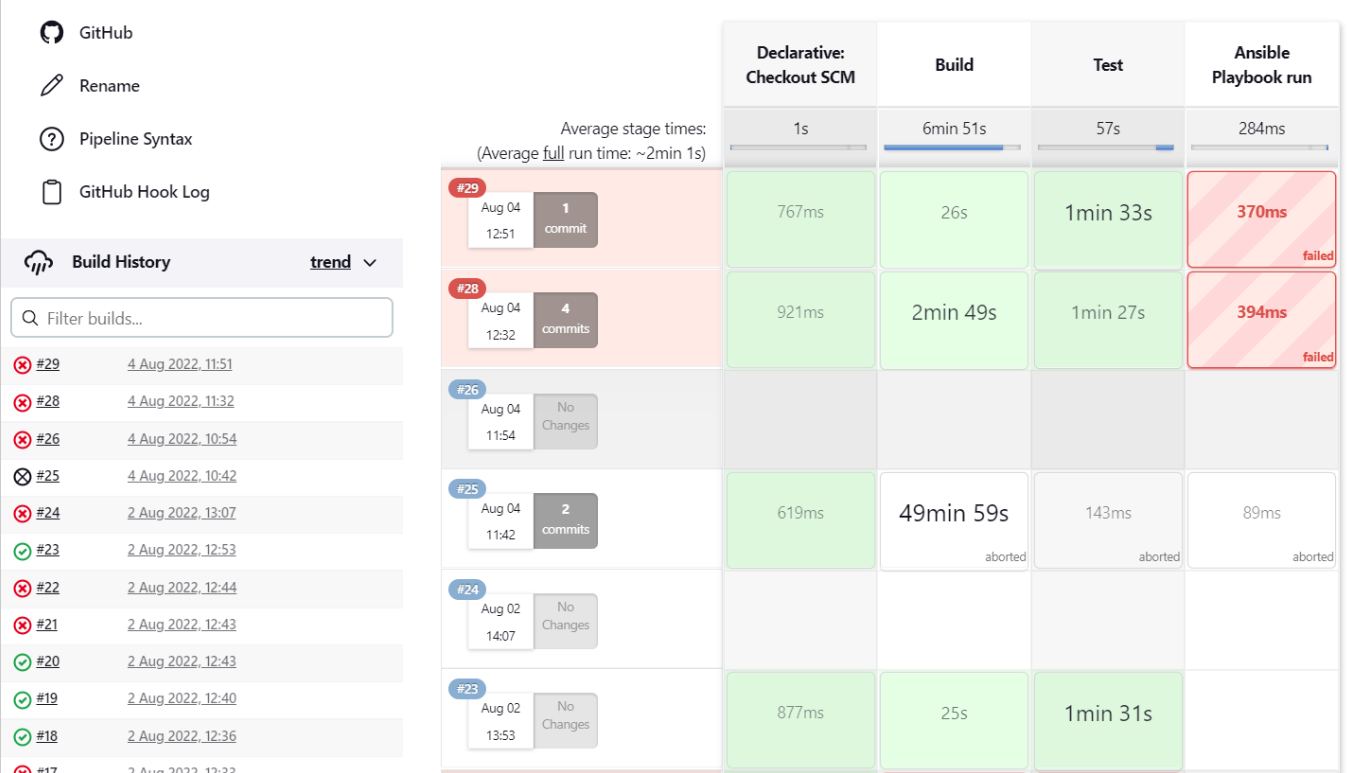 GitHub
Rename
Pipeline Syntax
GitHub Hook Log
Build History trend
Filter builds...
#29 4 Aug 2022, 11:51
#28 4 Aug 2022, 11:32
#26 4 Aug 2022, 10:54
#25 4 Aug 2022, 10:42
#24 2 Aug 2022, 13:07
#23 2 Aug 2022, 12:53
#22 2 Aug 2022, 12:44
#21 2 Aug 2022, 12:43
#20 2 Aug 2022, 12:43
#19 2 Aug 2022, 12:40
#18 2 Aug 2022, 12:36
#17 2 Aug 2022, 12:33
Declarative:
Checkout SCM
Build
Test
Ansible
Playbook run
Average stage times:
(Average full run time: ~2min 1s)
1s
6min 51s
57s
284ms
#29
Aug 04
12:51
1
commit
767ms
26s
1min 33s
370ms
failed
#28
Aug 04
12:32
4
commits
921ms
2min 49s
1min 27s
394ms
failed
#26
Aug 04
11:54
No
Changes
#25
Aug 04
11:42
2
commits
619ms
49min 59s
aborted
143ms
aborted
89ms
aborted
#24
Aug 02
14:07
No
Changes
#23
Aug 02
13:53
No
Changes
877ms
25s
1min 31s